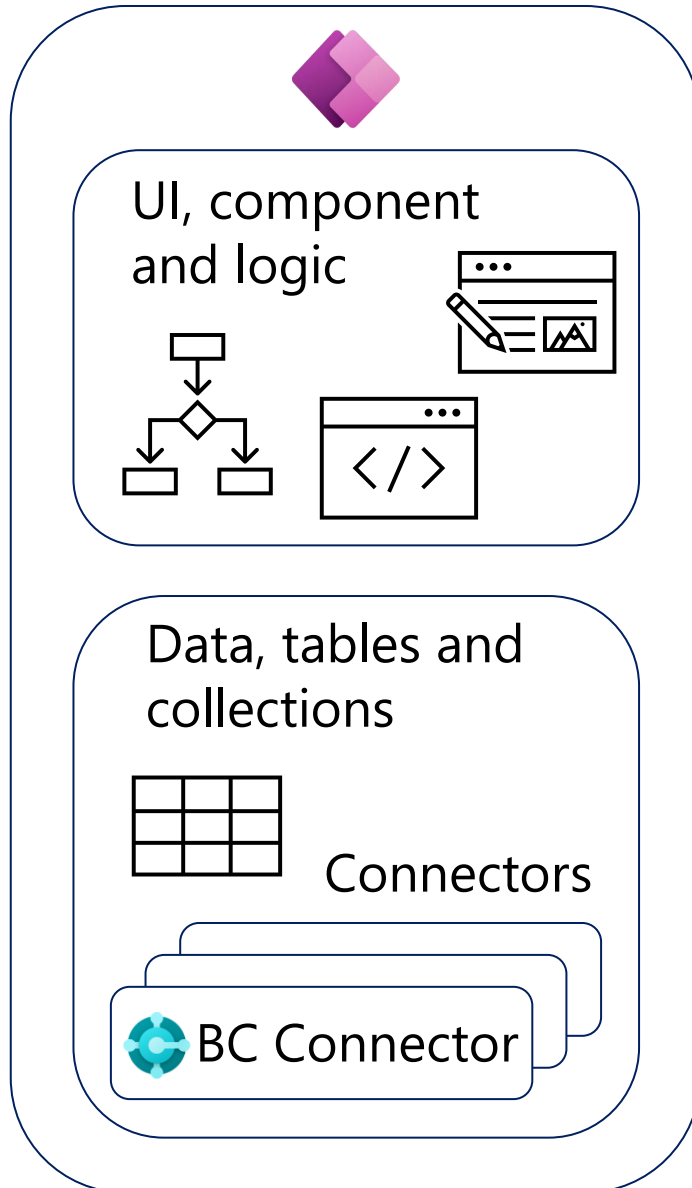 UI, component
and logic
</>
Data, tables and
collections
Connectors
BC Connector